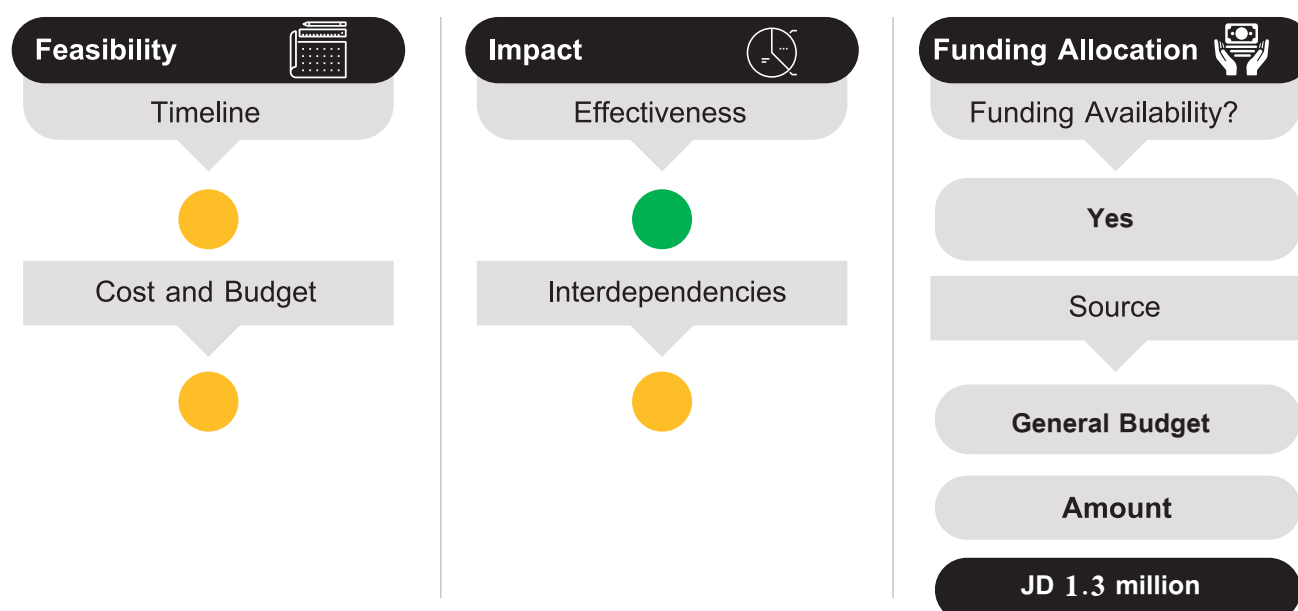 Feasibility
Timeline
Cost and Budget
Impact
Effectiveness
Interdependencies
Funding Allocation
Funding Availability?
Yes
Source
General Budget
Amount
JD 1.3 million